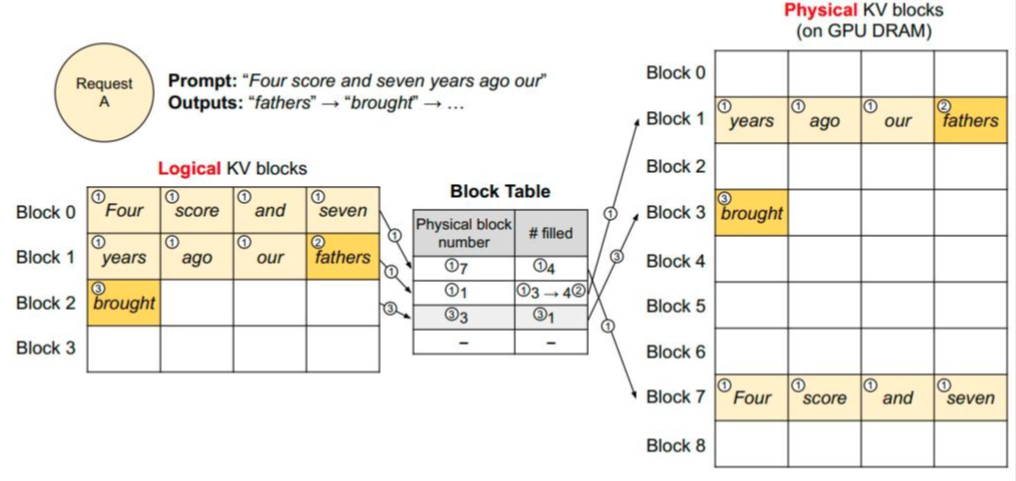 Physical KV blocks
(on GPU DRAM)
Request
A
Prompt: “Four score and seven years ago our”
Outputs: “fathers” → “brought” → …
Logical KV blocks
Block 0 ① Four ① score ① and ① seven
Block 1 ① years ① ago ① our ② fathers
Block 2 ③ brought
Block 3
① ① ③
Block Table
Physical block number # filled
①7 ①4
①1 ①3 → 4②
③3 ③1
– –
① ③ ①
Block 0
Block 1 ① years ① ago ① our ② fathers
Block 2
Block 3 ③ brought
Block 4
Block 5
Block 6
Block 7 ① Four ① score ① and ① seven
Block 8